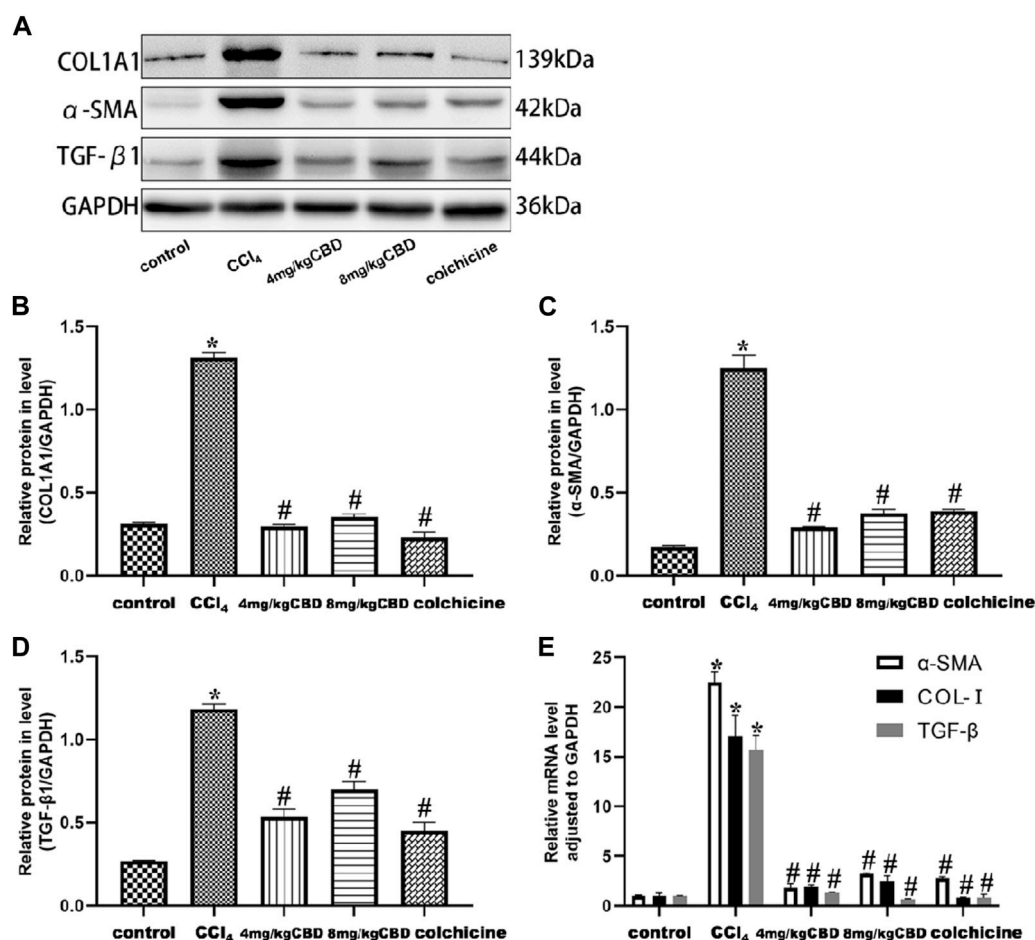 A
COL1A1 139kDa
α-SMA 42kDa
TGF-β1 44kDa
GAPDH 36kDa
control CCl₄ 4mg/kgCBD 8mg/kgCBD colchicine
B
Relative protein in level
(COL1A1/GAPDH)
1.5
*
1.0
0.5
# # #
0.0
control CCl₄ 4mg/kgCBD 8mg/kgCBD colchicine
C
Relative protein in level
(α-SMA/GAPDH)
1.5
*
1.0
0.5
# # #
0.0
control CCl₄ 4mg/kgCBD 8mg/kgCBD colchicine
D
Relative protein in level
(TGF-β1/GAPDH)
1.5
*
1.0
0.5
# # #
0.0
control CCl₄ 4mg/kgCBD 8mg/kgCBD colchicine
E
Relative mRNA level
adjusted to GAPDH
25
20
15
10
5
0
* * *
# # # # # # # # #
α-SMA
COL-I
TGF-β
control CCl₄ 4mg/kgCBD 8mg/kgCBD colchicine